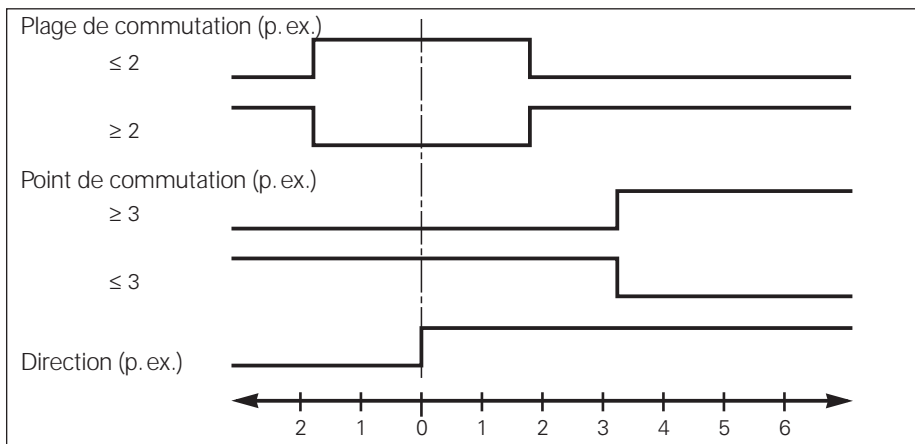 Plage de commutation (p. ex.)
≤ 2
≥ 2
Point de commutation (p. ex.)
≥ 3
≤ 3
Direction (p. ex.)
2 1 0 1 2 3 4 5 6